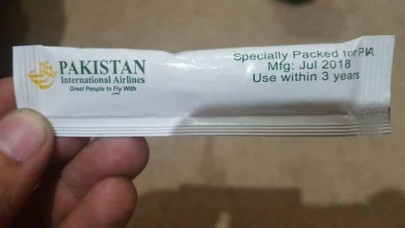 PAKISTAN
International Airlines
Great People to Fly With
Specially Packed for PIA
Mfg: Jul 2018
Use within 3 years